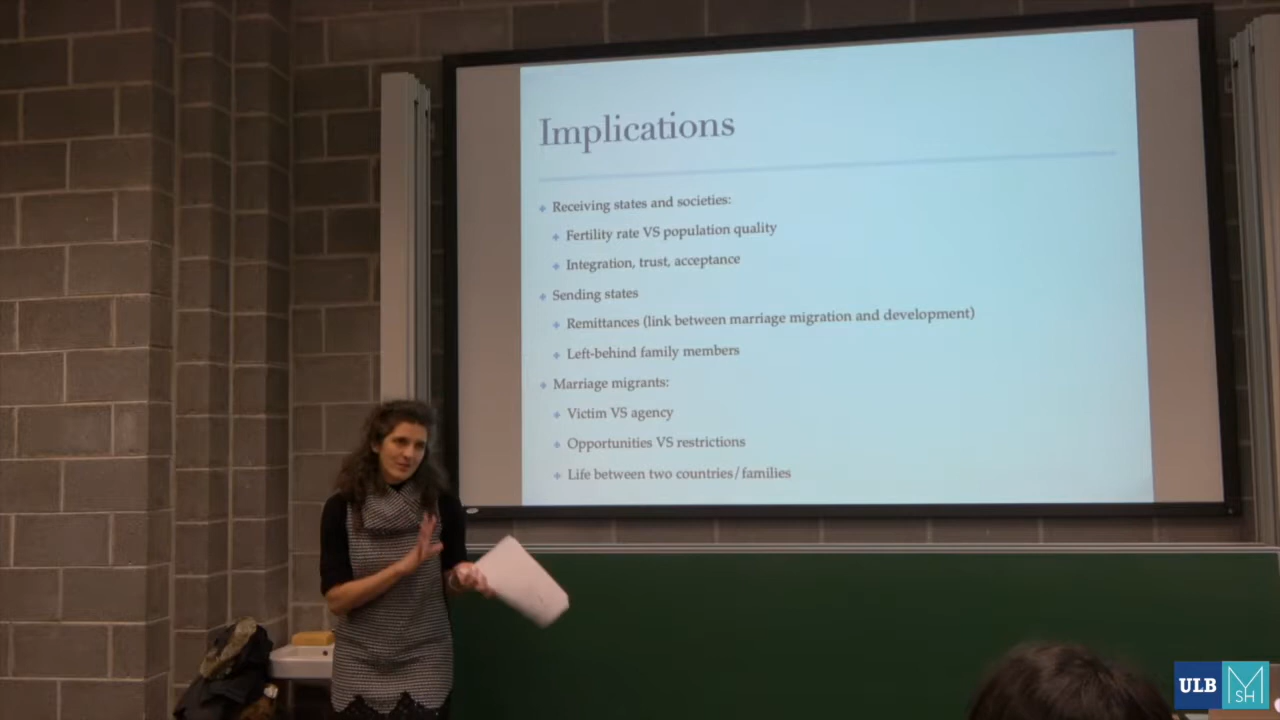 Implications
Receiving states and societies:
Fertility rate VS population quality
Integration, trust, acceptance
Sending states
Remittances (link between marriage migration and development)
Left-behind family members
Marriage migrants:
Victim VS agency
Opportunities VS restrictions
Life between two countries/families
ULB
MSH